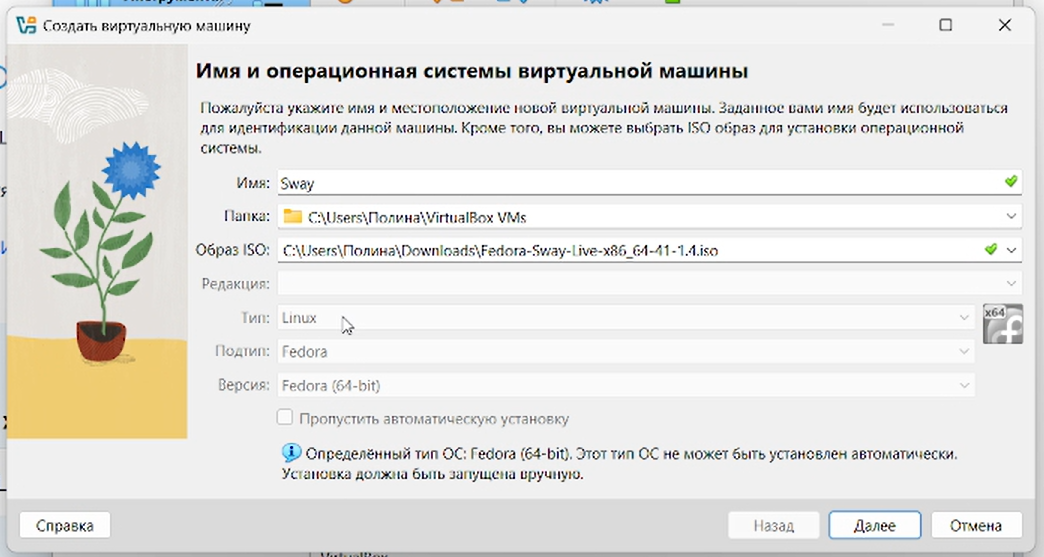 Создать виртуальную машину
Имя и операционная системы виртуальной машины
Пожалуйста укажите имя и местоположение новой виртуальной машины. Заданное вами имя будет использоваться
для идентификации данной машины. Кроме того, вы можете выбрать ISO образ для установки операционной
системы.
Имя: Sway
Папка: C:\Users\Полина\VirtualBox VMs
Образ ISO: C:\Users\Полина\Downloads\Fedora-Sway-Live-x86_64-41-1.4.iso
Редакция:
Тип: Linux
x64
Подтип: Fedora
Версия: Fedora (64-bit)
Пропустить автоматическую установку
Определённый тип ОС: Fedora (64-bit). Этот тип ОС не может быть установлен автоматически.
Установка должна быть запущена вручную.
Справка
Назад
Далее
Отмена